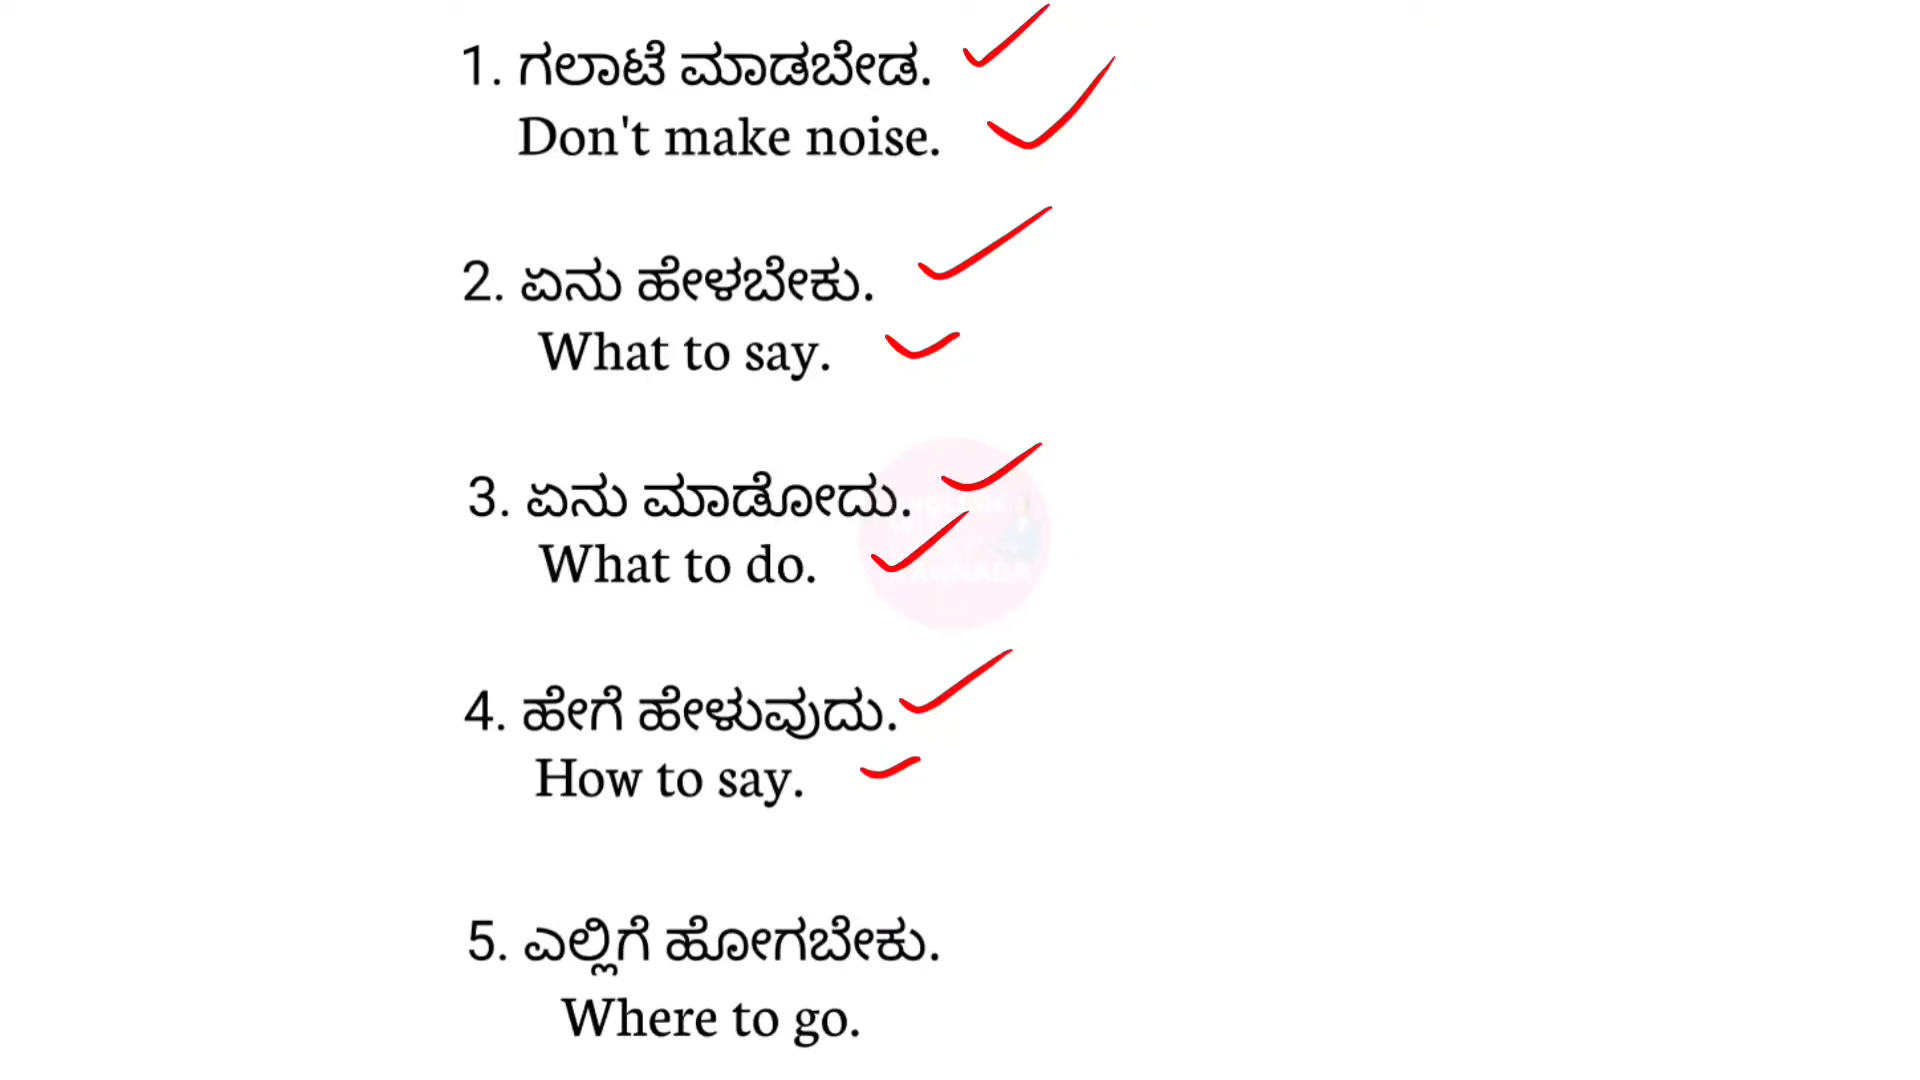 1. ಗಲಾಟೆ ಮಾಡಬೇಡ.
Don't make noise.
2. ಏನು ಹೇಳಬೇಕು.
What to say.
3. ಏನು ಮಾಡೋದು.
What to do.
4. ಹೇಗೆ ಹೇಳುವುದು.
How to say.
5. ಎಲ್ಲಿಗೆ ಹೋಗಬೇಕು.
Where to go.